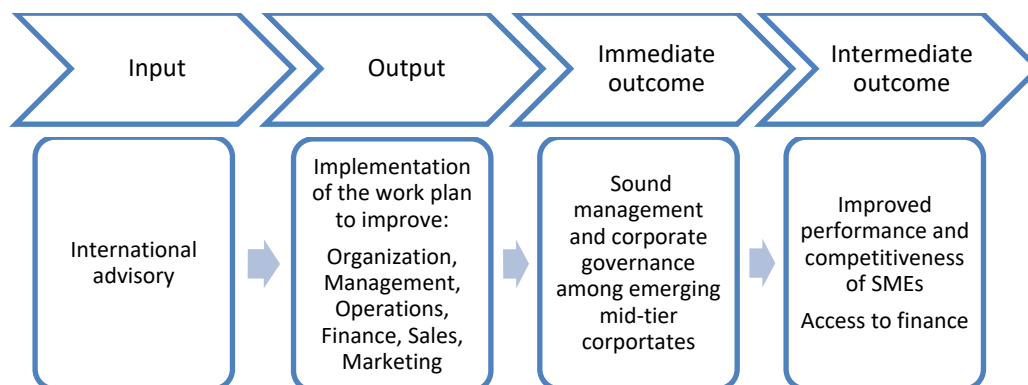 Input
Output
Immediate
outcome
Intermediate
outcome
International
advisory
Implementation
of the work plan
to improve:
Organization,
Management,
Operations,
Finance, Sales,
Marketing
Sound
management
and corporate
governance
among emerging
mid-tier
corportates
Improved
performance and
competitiveness
of SMEs
Access to finance